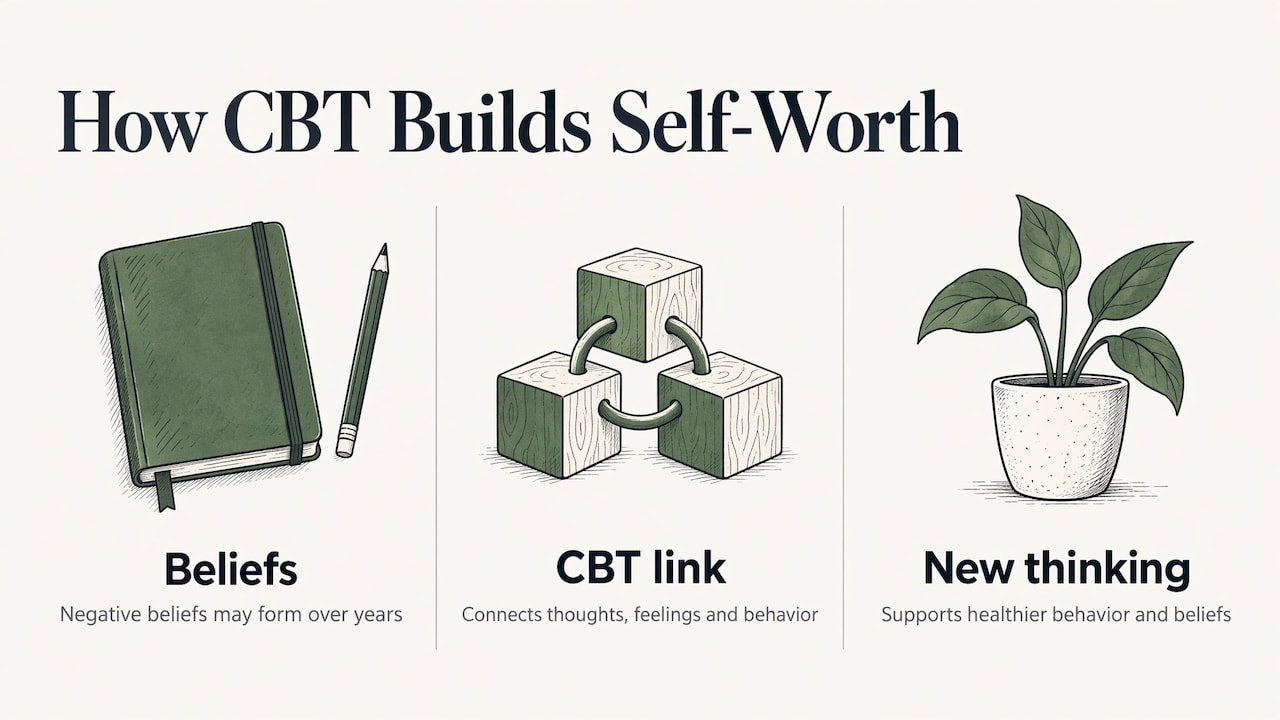 How CBT Builds Self-Worth
Beliefs
Negative beliefs may form over years
CBT link
Connects thoughts, feelings and behavior
New thinking
Supports healthier behavior and beliefs